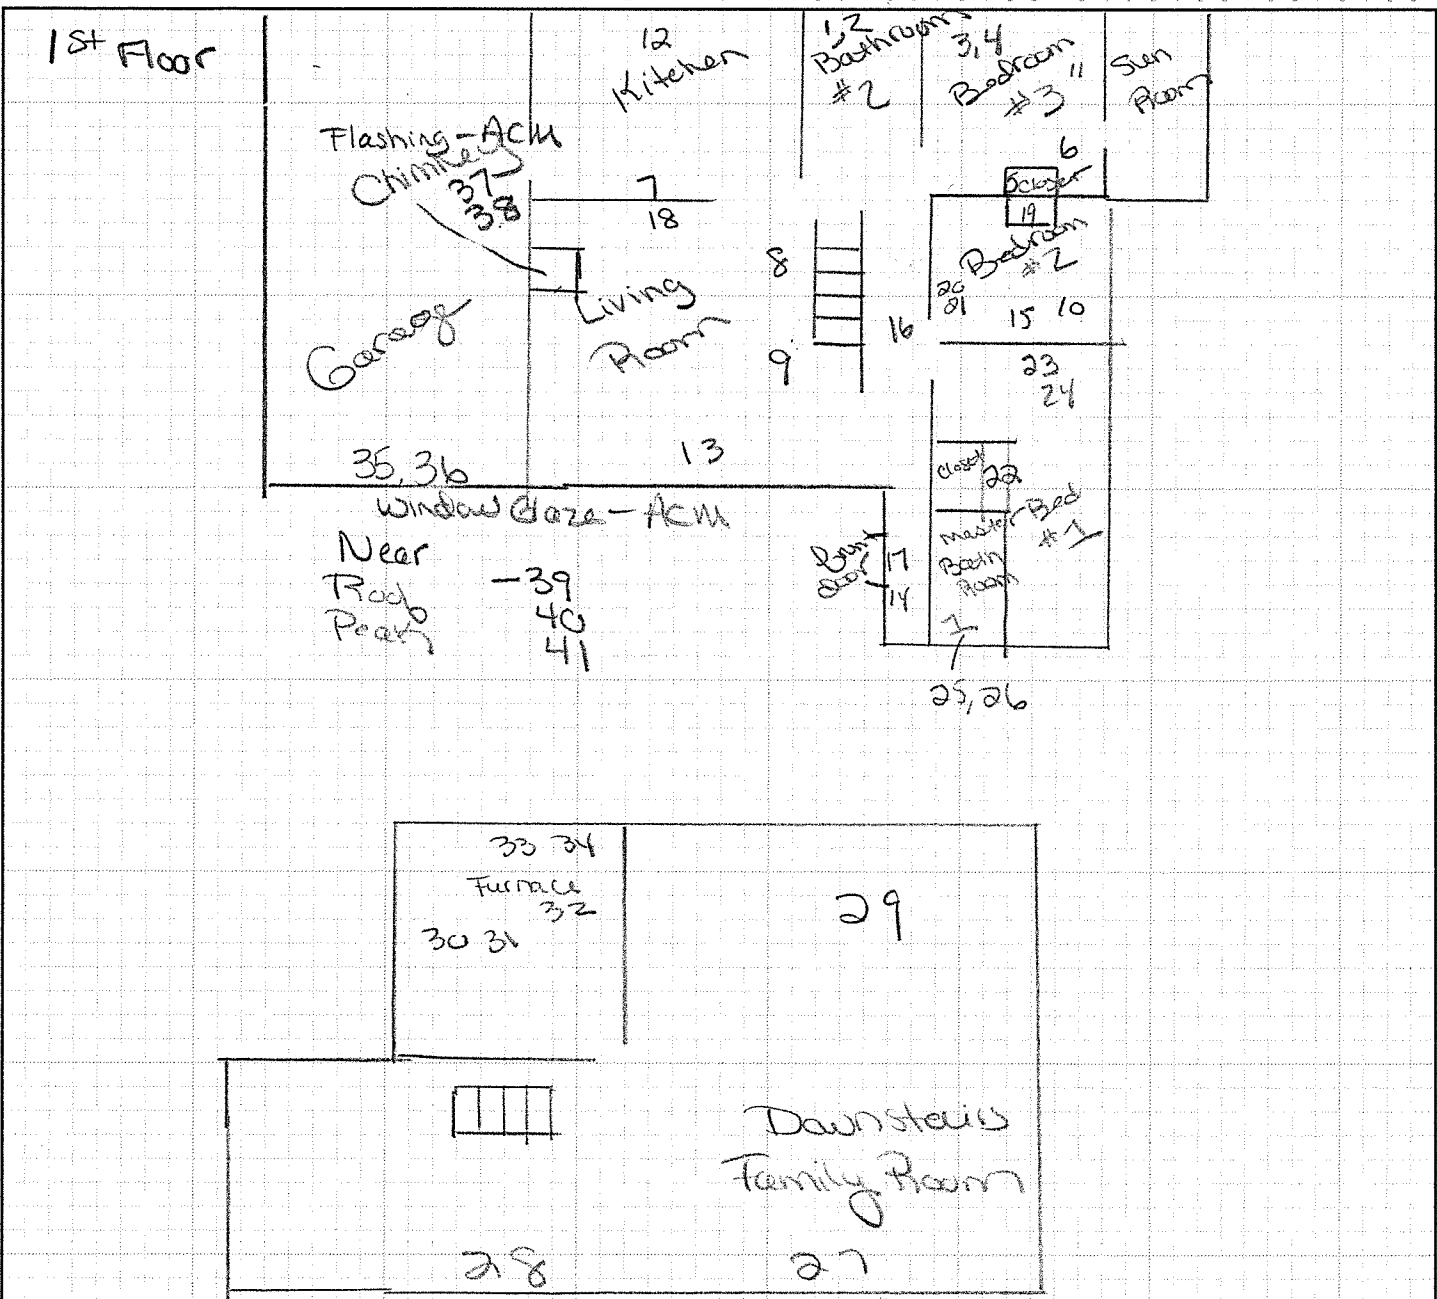 1st Floor
12
Kitchen
1,2
Bathroom
#2
3,4
Bedroom
#3
11
Sun
Room
Flashing - ACM
Chimney
37
38
7
18
6
5 closet
19
Bedroom
#2
20
21
15 10
8
9
16
Garage
Living
Room
23
24
35, 36
13
closet
22
Window Glaze - ACM
Master Bed
#1
Bath
Room
1
Front
Door
17
14
Near
Roof
Peak
- 39
40
41
25, 26
33 34
Furnace
32
30 31
29
Downstairs
Family Room
28
27